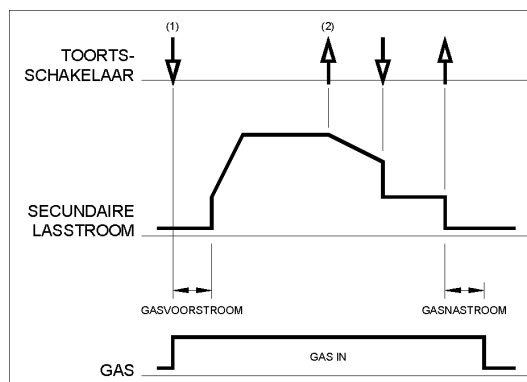 (1)
(2)
TOORTS-
SCHAKELAAR
SECUNDAIRE
LASSTROOM
GASVOORSTROOM
GASNASTROOM
GAS IN
GAS